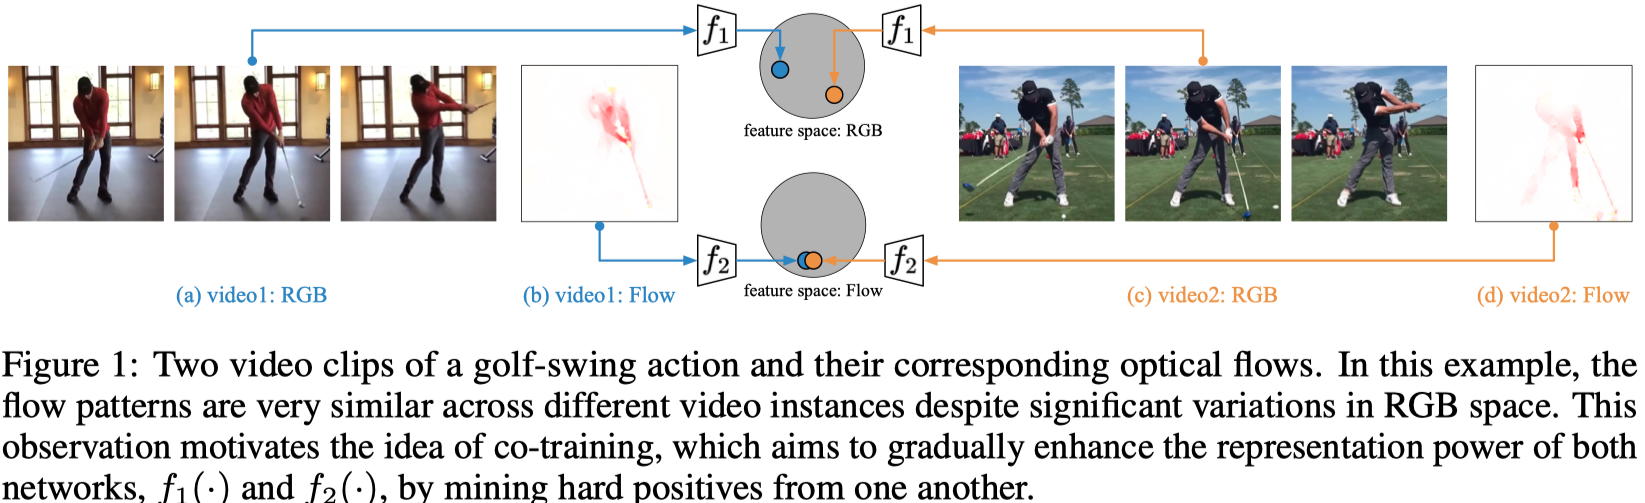 f₁
f₁
feature space: RGB
f₂
f₂
feature space: Flow
(a) video1: RGB
(b) video1: Flow
(c) video2: RGB
(d) video2: Flow
Figure 1: Two video clips of a golf-swing action and their corresponding optical flows. In this example, the
flow patterns are very similar across different video instances despite significant variations in RGB space. This
observation motivates the idea of co-training, which aims to gradually enhance the representation power of both
networks, f₁(·) and f₂(·), by mining hard positives from one another.